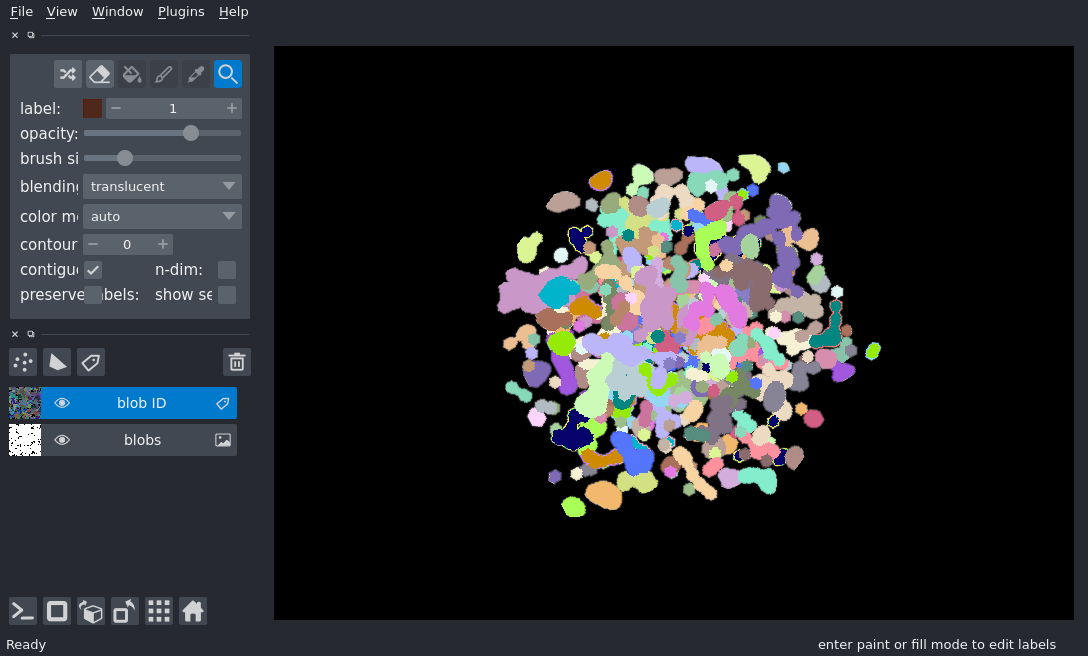 File View Window Plugins Help
label: 1
opacity:
brush si
blending translucent
color m auto
contour 0
contigu n-dim:
preserve abels: show se
blob ID
blobs
Ready enter paint or fill mode to edit labels